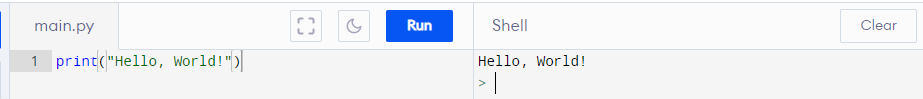 main.py Run Shell Clear
1 print("Hello, World!")
Hello, World!
>